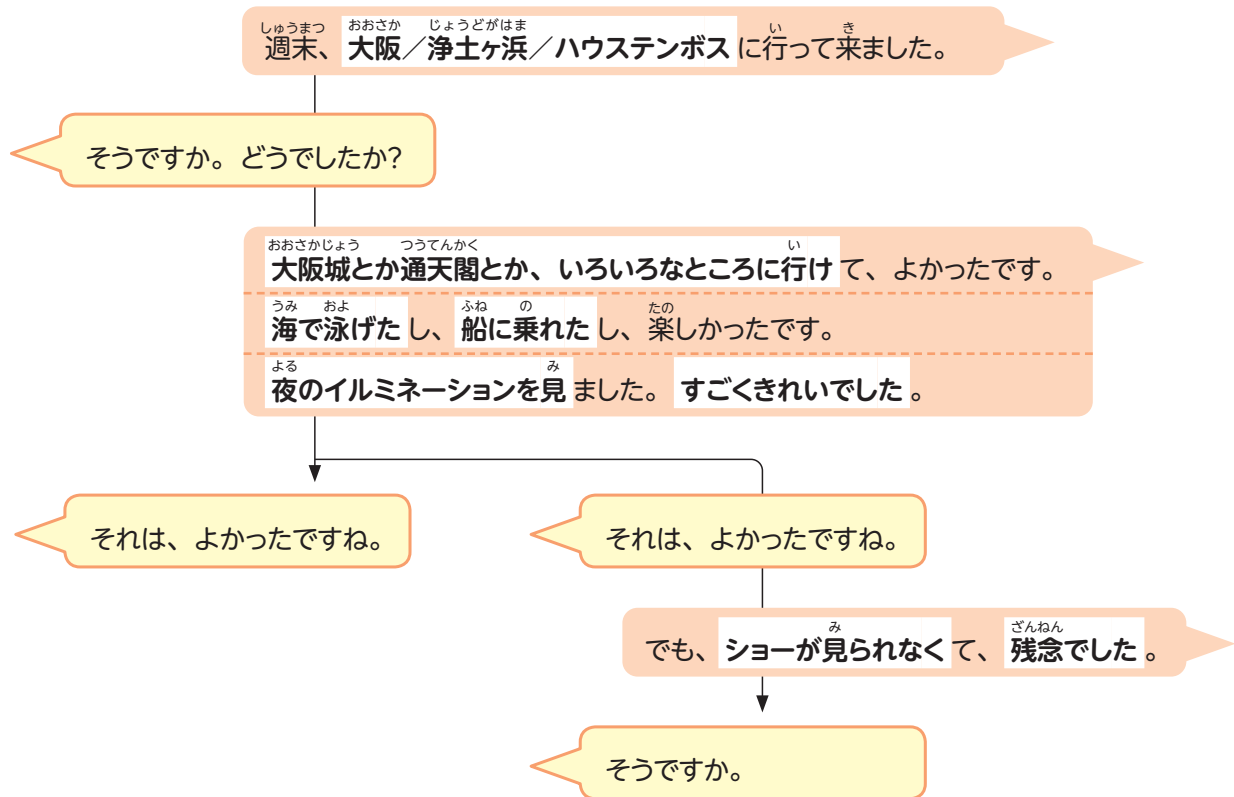 しゅうまつ おおさか じょうどがはま い き
週末、大阪／浄土ヶ浜／ハウステンボスに行って来ました。
そうですか。どうでしたか？
おおさかじょう つうてんかく い
大阪城とか通天閣とか、いろいろなところに行けて、よかったです。
うみ およ ふね の たの
海で泳げたし、船に乗れたし、楽しかったです。
よる み
夜のイルミネーションを見ました。すごくきれいでした。
それは、よかったですね。
それは、よかったですね。
み ざんねん
でも、ショーが見られなくて、残念でした。
そうですか。